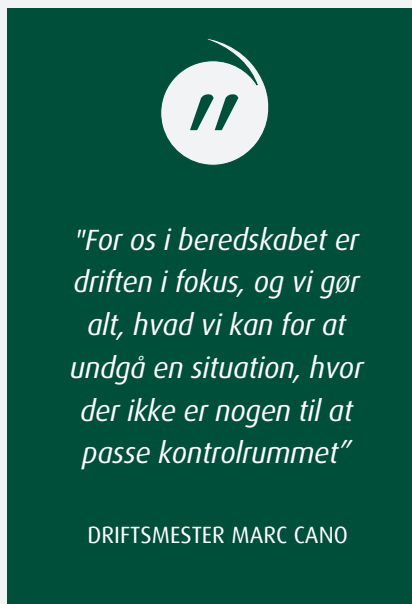 "For os i beredskabet er
driften i fokus, og vi gør
alt, hvad vi kan for at
undgå en situation, hvor
der ikke er nogen til at
passe kontrolrummet”
DRIFTSMESTER MARC CANO